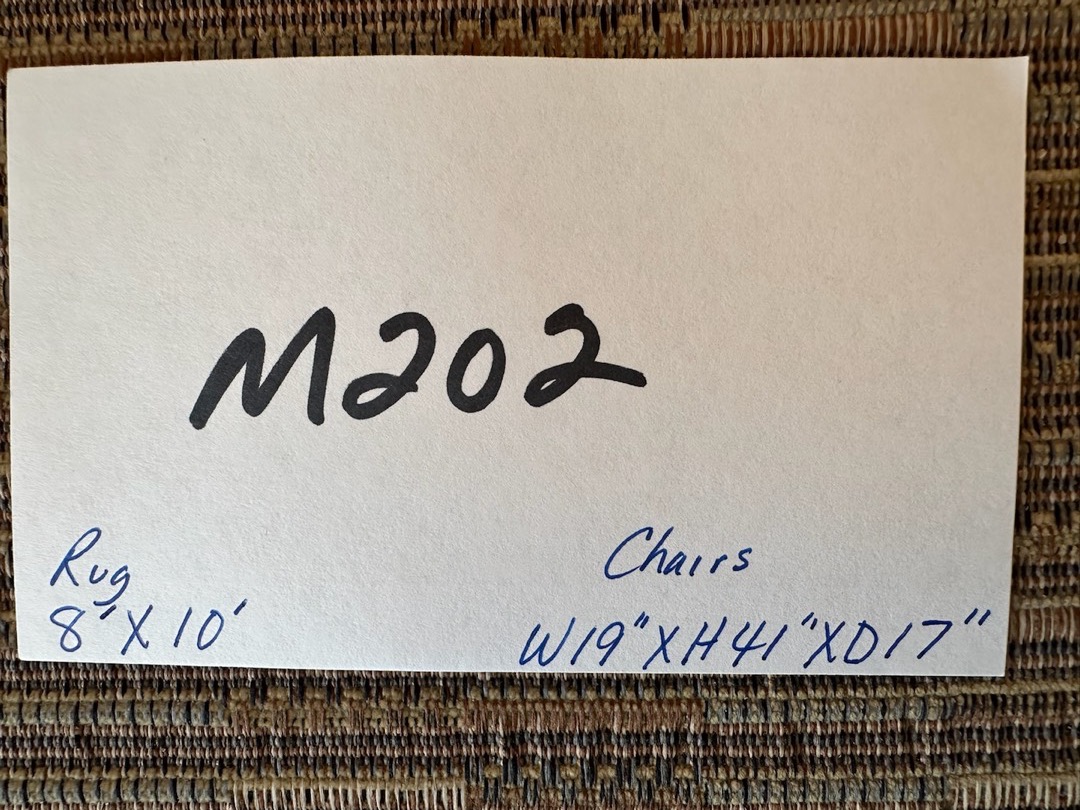 M202
Rug
8'X10'
Chairs
W19"XH41"XD17"